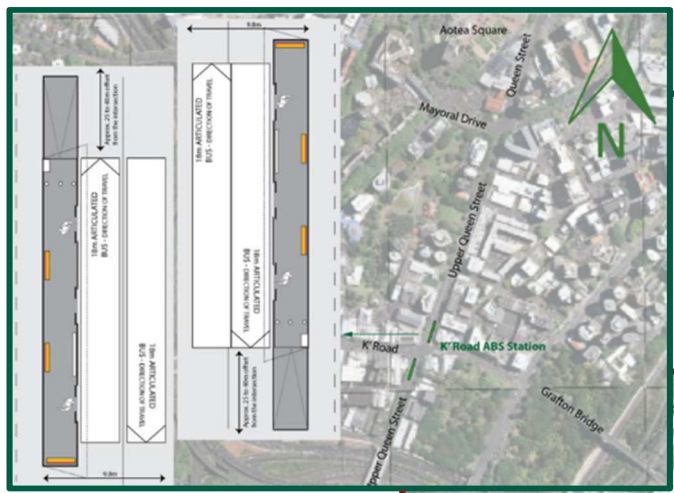 9.8m
Approx. 25 to 40m offset
from the intersection
18m ARTICULATED
BUS - DIRECTION OF TRAVEL
18m ARTICULATED
BUS - DIRECTION OF TRAVEL
9.8m
18m ARTICULATED
BUS - DIRECTION OF TRAVEL
18m ARTICULATED
BUS - DIRECTION OF TRAVEL
Approx. 25 to 40m offset
from the intersection
Aotea Square
Queen Street
Mayoral Drive
N
Upper Queen Street
K' Road
K' Road ABS Station
Grafton Bridge
Upper Queen Street